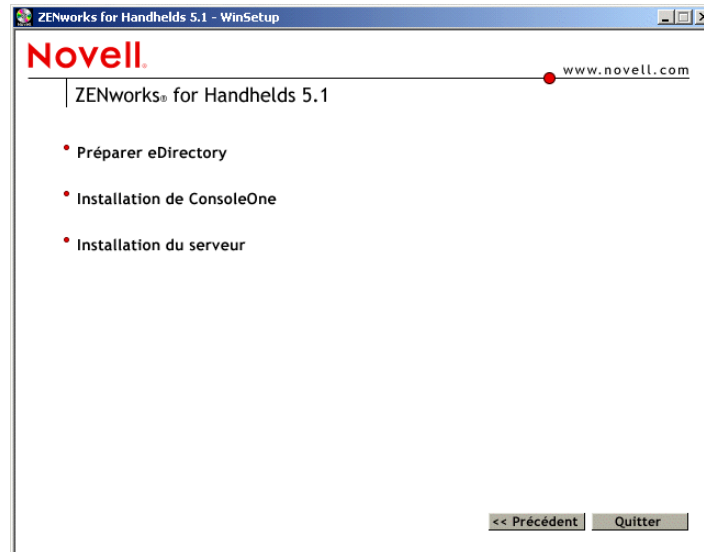 ZENworks for Handhelds 5.1 - WinSetup
Novell.
www.novell.com
ZENworks® for Handhelds 5.1
Préparer eDirectory
Installation de ConsoleOne
Installation du serveur
<< Précédent Quitter